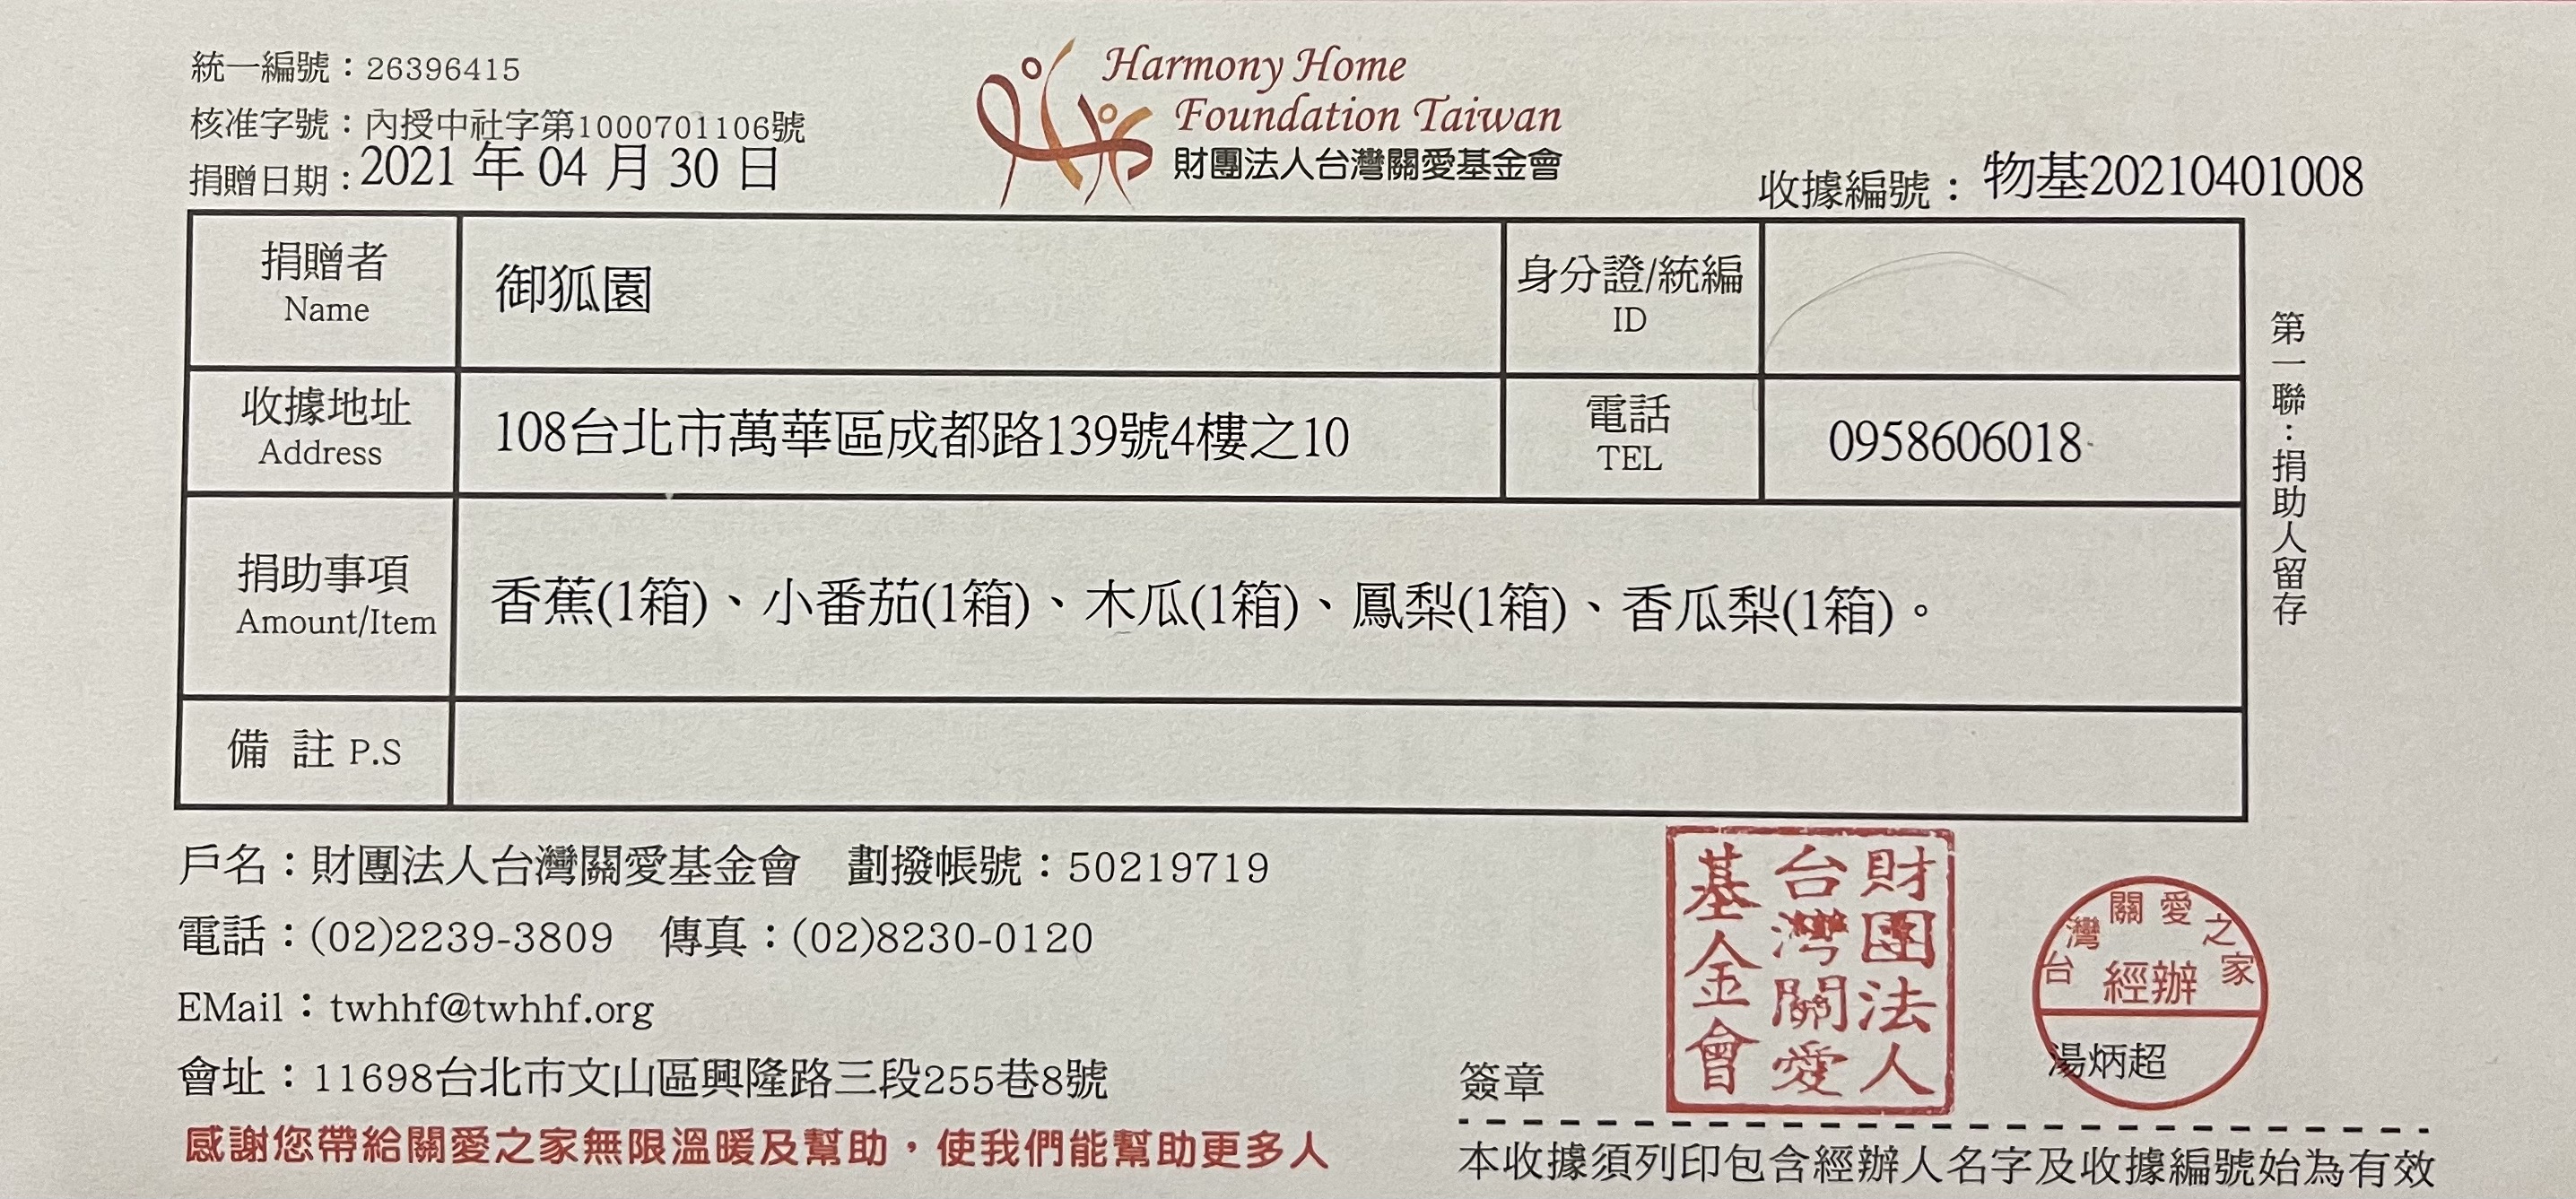 統一編號：26396415
核准字號：內授中社字第1000701106號
捐贈日期：2021 年 04 月 30 日
Harmony Home
Foundation Taiwan
財團法人台灣關愛基金會
收據編號：物基20210401008
捐贈者
Name
御狐園
身分證/統編
ID
收據地址
Address
108台北市萬華區成都路139號4樓之10
電話
TEL
0958606018
捐助事項
Amount/Item
香蕉(1箱)、小番茄(1箱)、木瓜(1箱)、鳳梨(1箱)、香瓜梨(1箱)。
備 註 P.S
第一聯：捐助人留存
戶名：財團法人台灣關愛基金會　劃撥帳號：50219719
電話：(02)2239-3809　傳真：(02)8230-0120
EMail：twhhf@twhhf.org
會址：11698台北市文山區興隆路三段255巷8號
感謝您帶給關愛之家無限溫暖及幫助，使我們能幫助更多人
簽章
財團法人
台灣關愛
基金會
台灣關愛之家
經辦
湯炳超
本收據須列印包含經辦人名字及收據編號始為有效